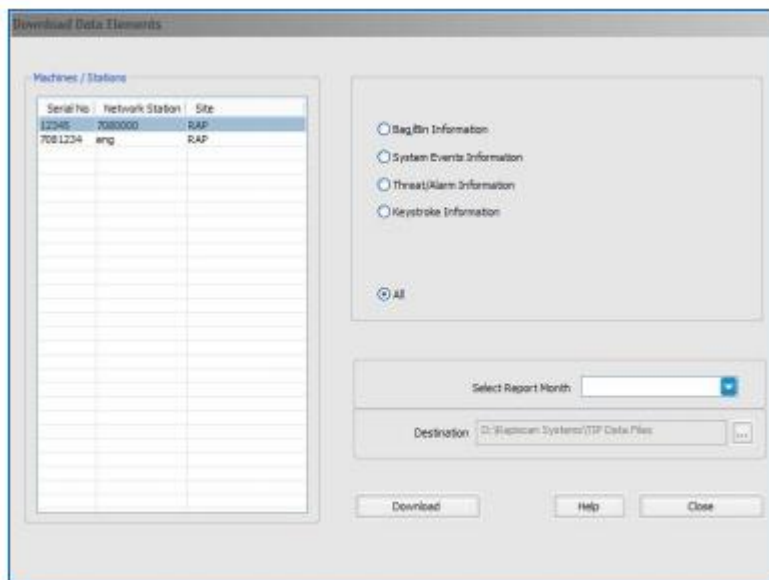 Download Data Elements
Machines / Stations
Serial No Network Station Site
12345 7080000 RAP
7081234 eng RAP
Bag/Bin Information
System Events Information
Threat/Alarm Information
Keystroke Information
All
Select Report Month
Destination D:\Rapiscan Systems\TIP Data Files ...
Download Help Close